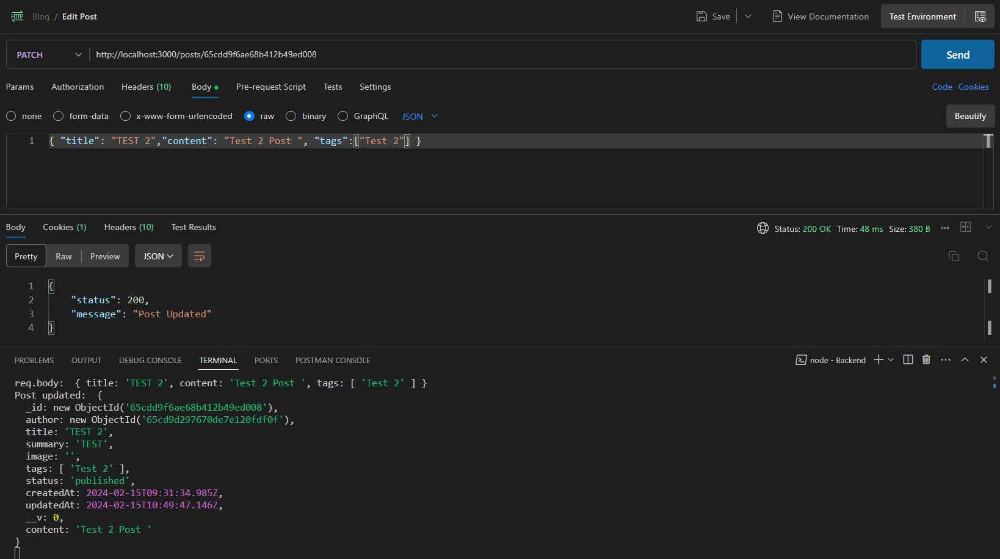 HTTP Blog / Edit Post Save View Documentation Test Environment
PATCH http://localhost:3000/posts/65cdd9f6ae68b412b49ed008 Send
Params Authorization Headers (10) Body Pre-request Script Tests Settings Code Cookies
none form-data x-www-form-urlencoded raw binary GraphQL JSON Beautify
1 { "title": "TEST 2","content": "Test 2 Post ", "tags":["Test 2"] }
Body Cookies (1) Headers (10) Test Results Status: 200 OK Time: 48 ms Size: 380 B
Pretty Raw Preview JSON
1 {
2 "status": 200,
3 "message": "Post Updated"
4 }
PROBLEMS OUTPUT DEBUG CONSOLE TERMINAL PORTS POSTMAN CONSOLE node - Backend
req.body:  { title: 'TEST 2', content: 'Test 2 Post ', tags: [ 'Test 2' ] }
Post updated:  {
_id: new ObjectId('65cdd9f6ae68b412b49ed008'),
author: new ObjectId('65cd9d297670de7e120fdf0f'),
title: 'TEST 2',
summary: 'TEST',
image: '',
tags: [ 'Test 2' ],
status: 'published',
createdAt: 2024-02-15T09:31:34.985Z,
updatedAt: 2024-02-15T10:49:47.146Z,
__v: 0,
content: 'Test 2 Post '
}